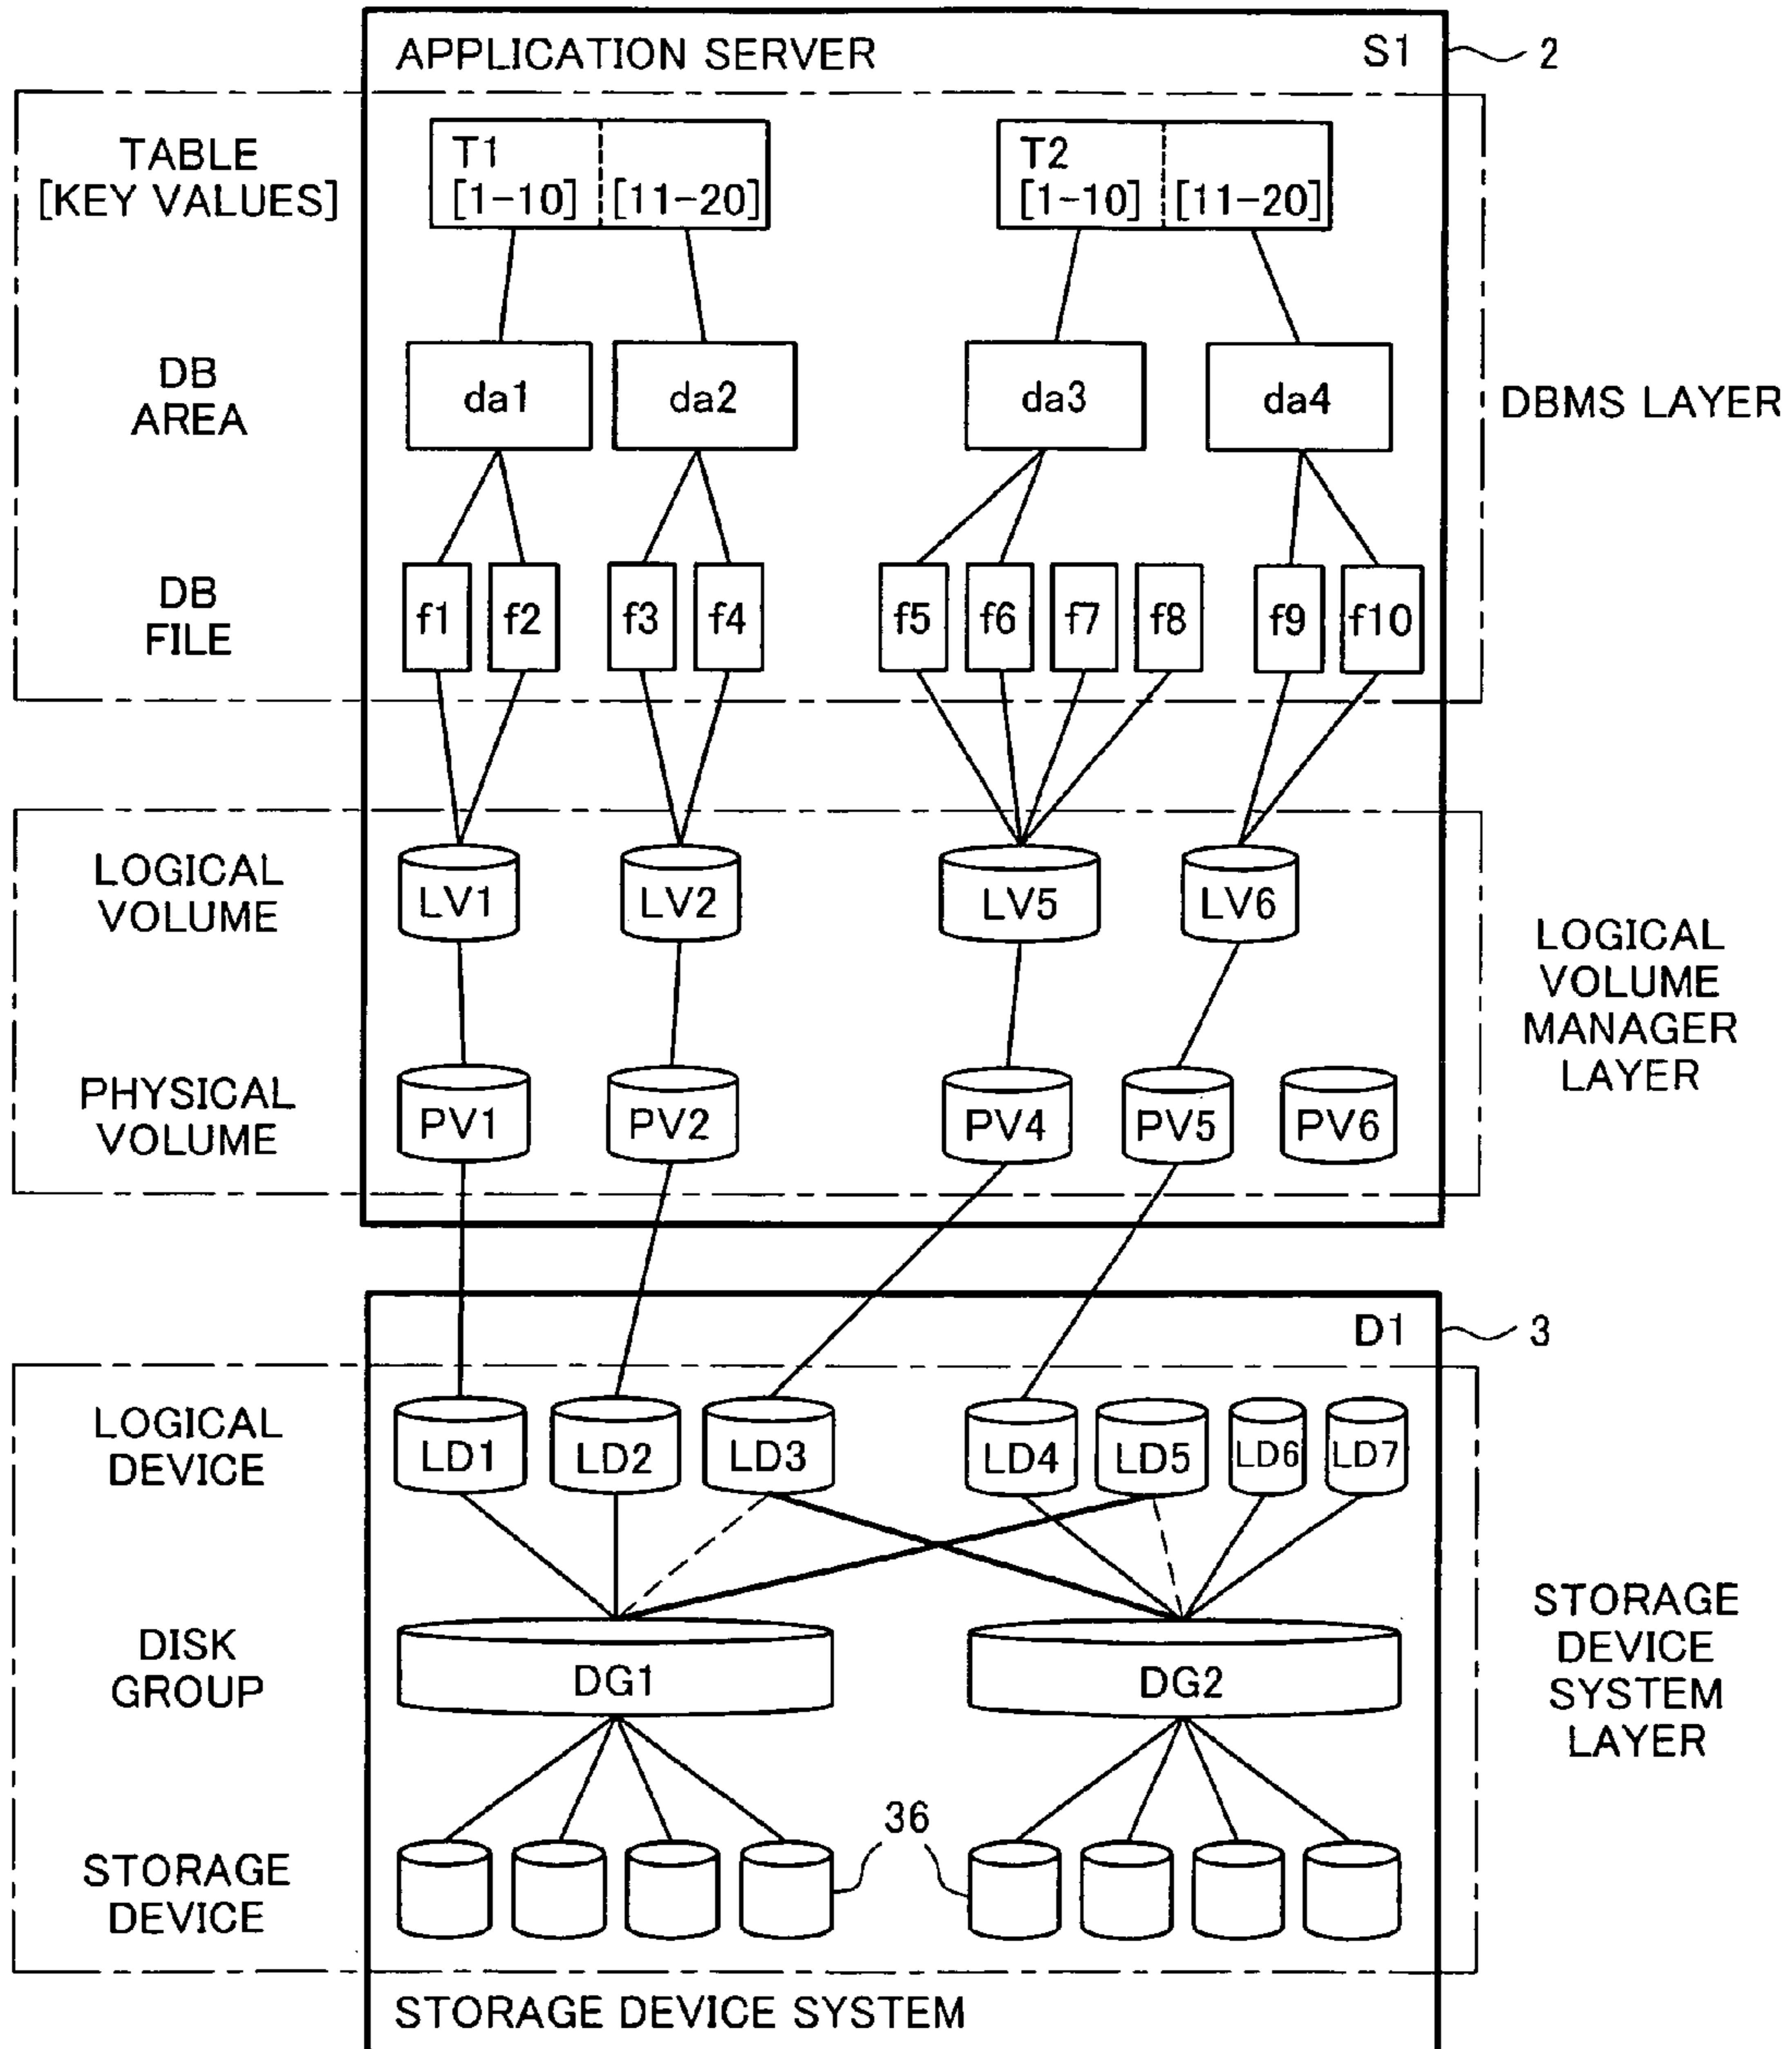 APPLICATION SERVER S1 2
TABLE
[KEY VALUES]
T1
[1-10] [11-20]
T2
[1-10] [11-20]
DB
AREA
da1 da2 da3 da4
DBMS LAYER
DB
FILE
f1 f2 f3 f4 f5 f6 f7 f8 f9 f10
LOGICAL
VOLUME
LV1 LV2 LV5 LV6
LOGICAL
VOLUME
MANAGER
LAYER
PHYSICAL
VOLUME
PV1 PV2 PV4 PV5 PV6
D1 3
LOGICAL
DEVICE
LD1 LD2 LD3 LD4 LD5 LD6 LD7
DISK
GROUP
DG1 DG2
STORAGE
DEVICE
SYSTEM
LAYER
36
STORAGE
DEVICE
STORAGE DEVICE SYSTEM